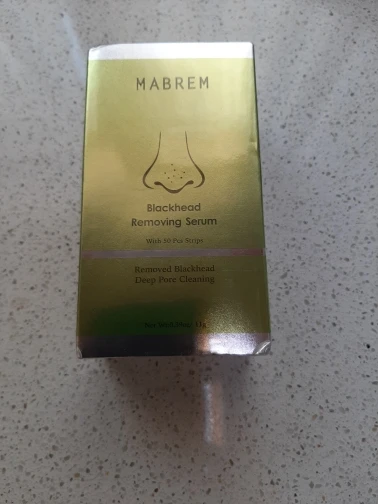 MABREM
Blackhead
Removing Serum
With 30 Pcs Strips
Removed Blackhead
Deep Pore Cleaning